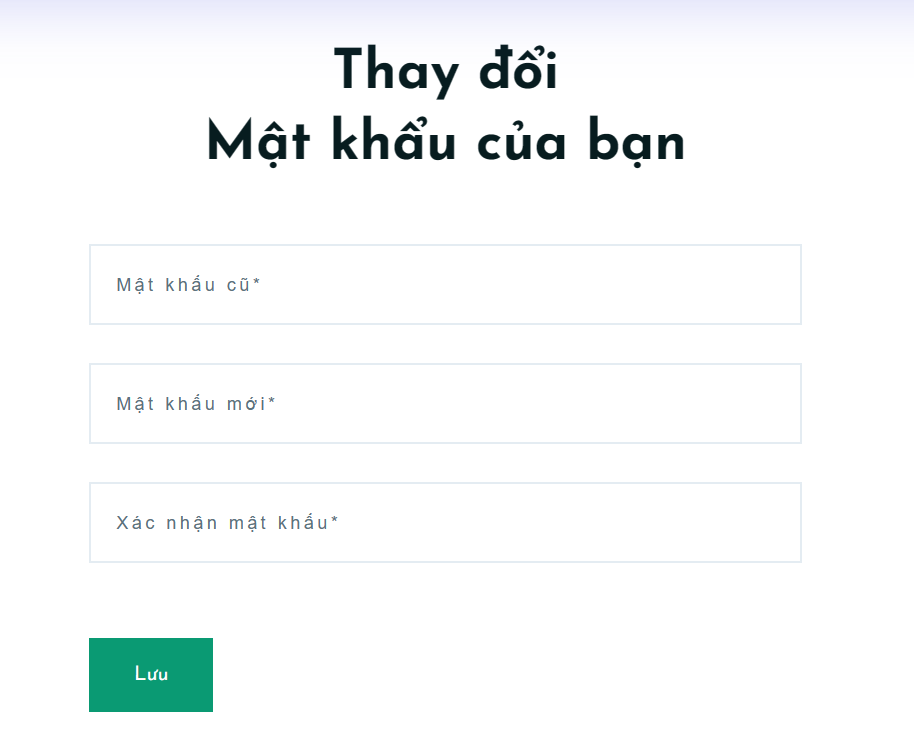 Thay đổi
Mật khẩu của bạn
Mật khẩu cũ*
Mật khẩu mới*
Xác nhận mật khẩu*
Lưu